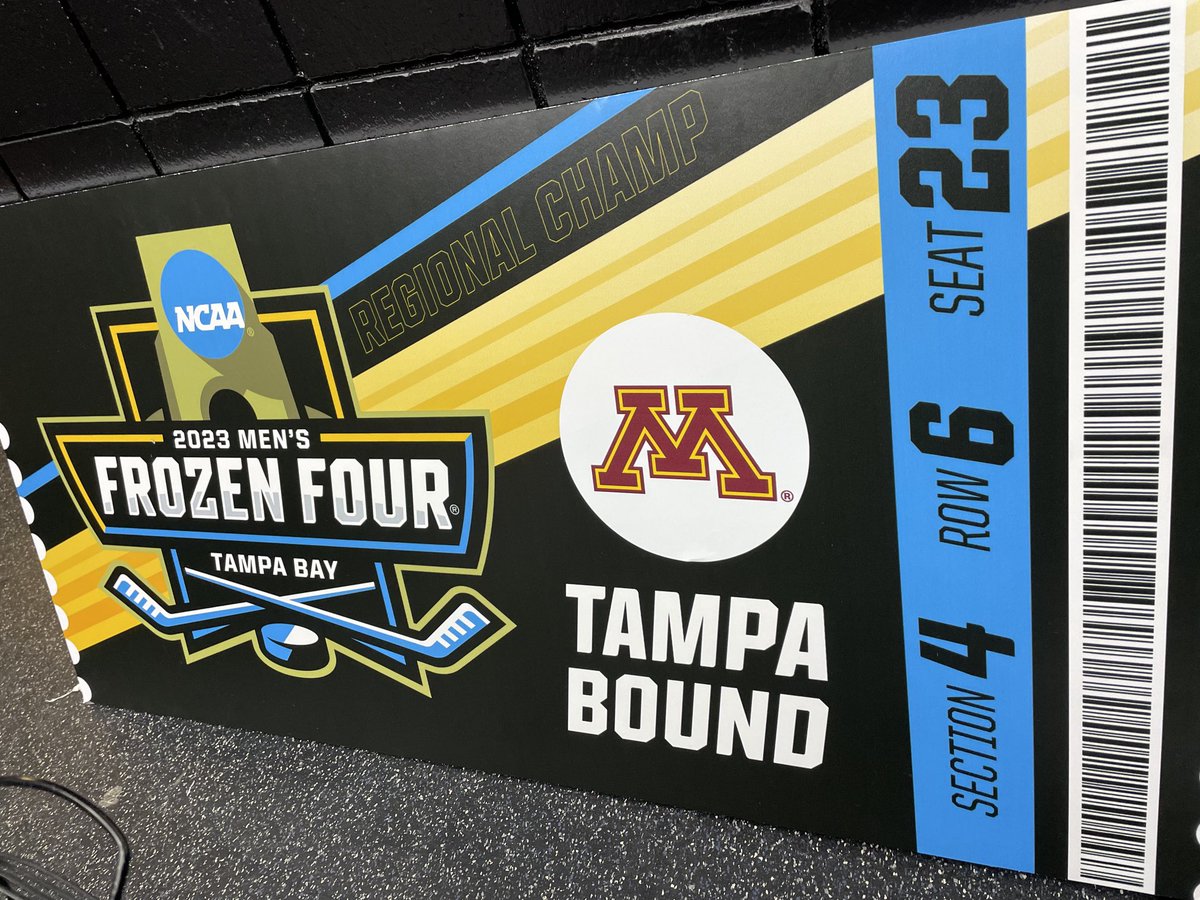 REGIONAL CHAMP
NCAA®
2023 MEN'S
FROZEN FOUR®
TAMPA BAY
M®
TAMPA
BOUND
SECTION 4 ROW 6 SEAT 23